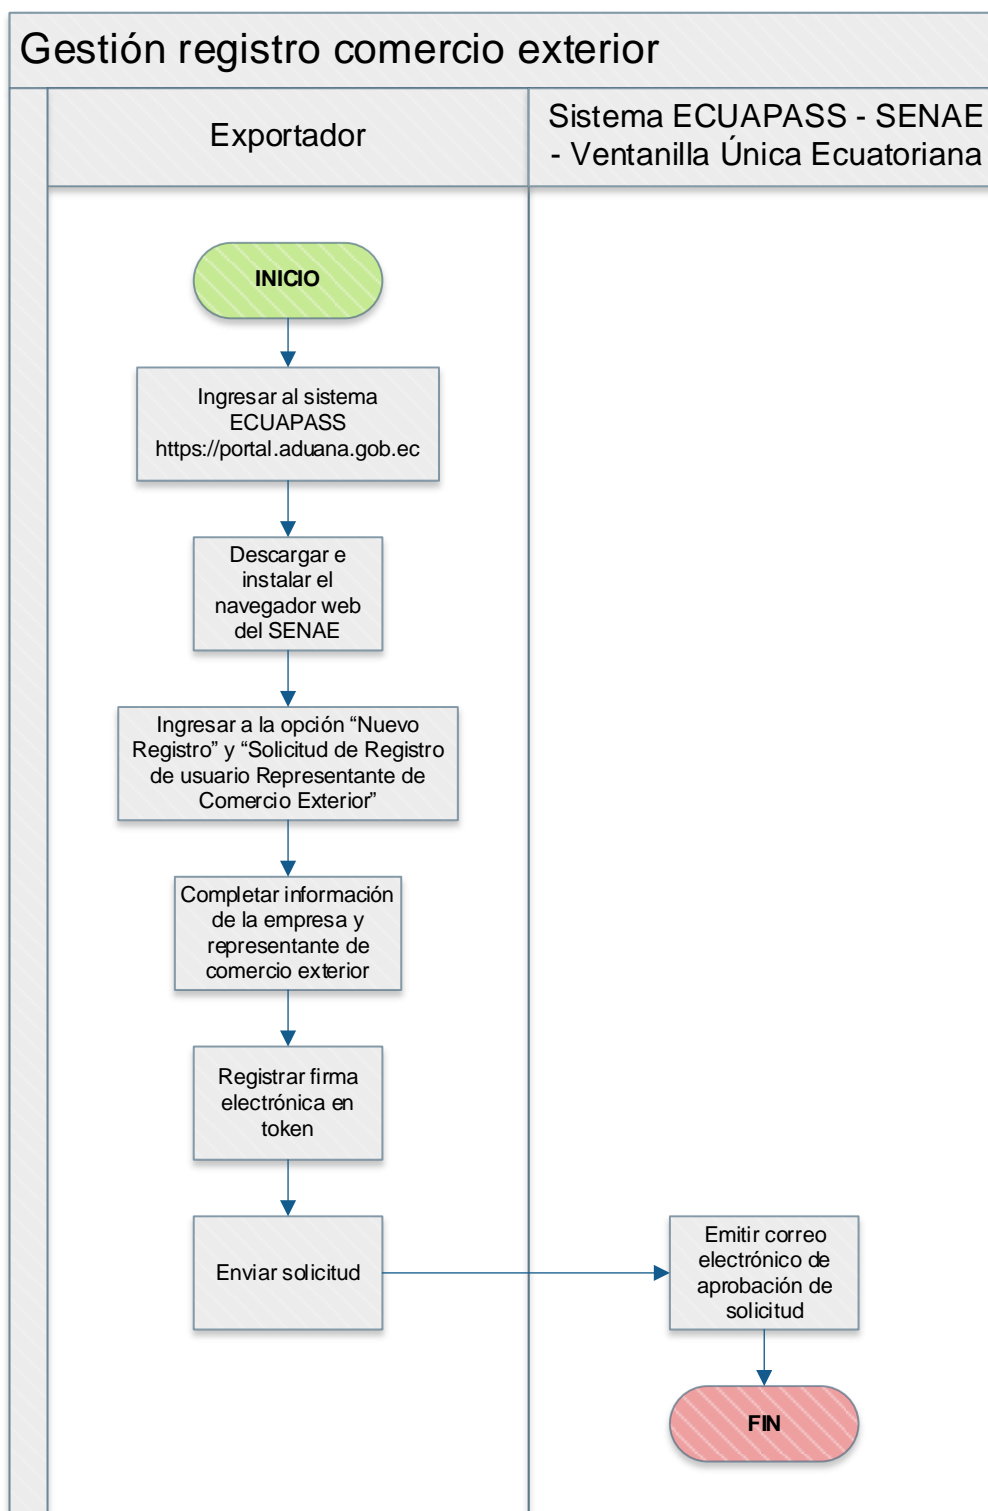 Gestión registro comercio exterior
Exportador
Sistema ECUAPASS - SENAE
- Ventanilla Única Ecuatoriana
INICIO
Ingresar al sistema
ECUAPASS
https://portal.aduana.gob.ec
Descargar e
instalar el
navegador web
del SENAE
Ingresar a la opción “Nuevo
Registro” y “Solicitud de Registro
de usuario Representante de
Comercio Exterior”
Completar información
de la empresa y
representante de
comercio exterior
Registrar firma
electrónica en
token
Enviar solicitud
Emitir correo
electrónico de
aprobación de
solicitud
FIN